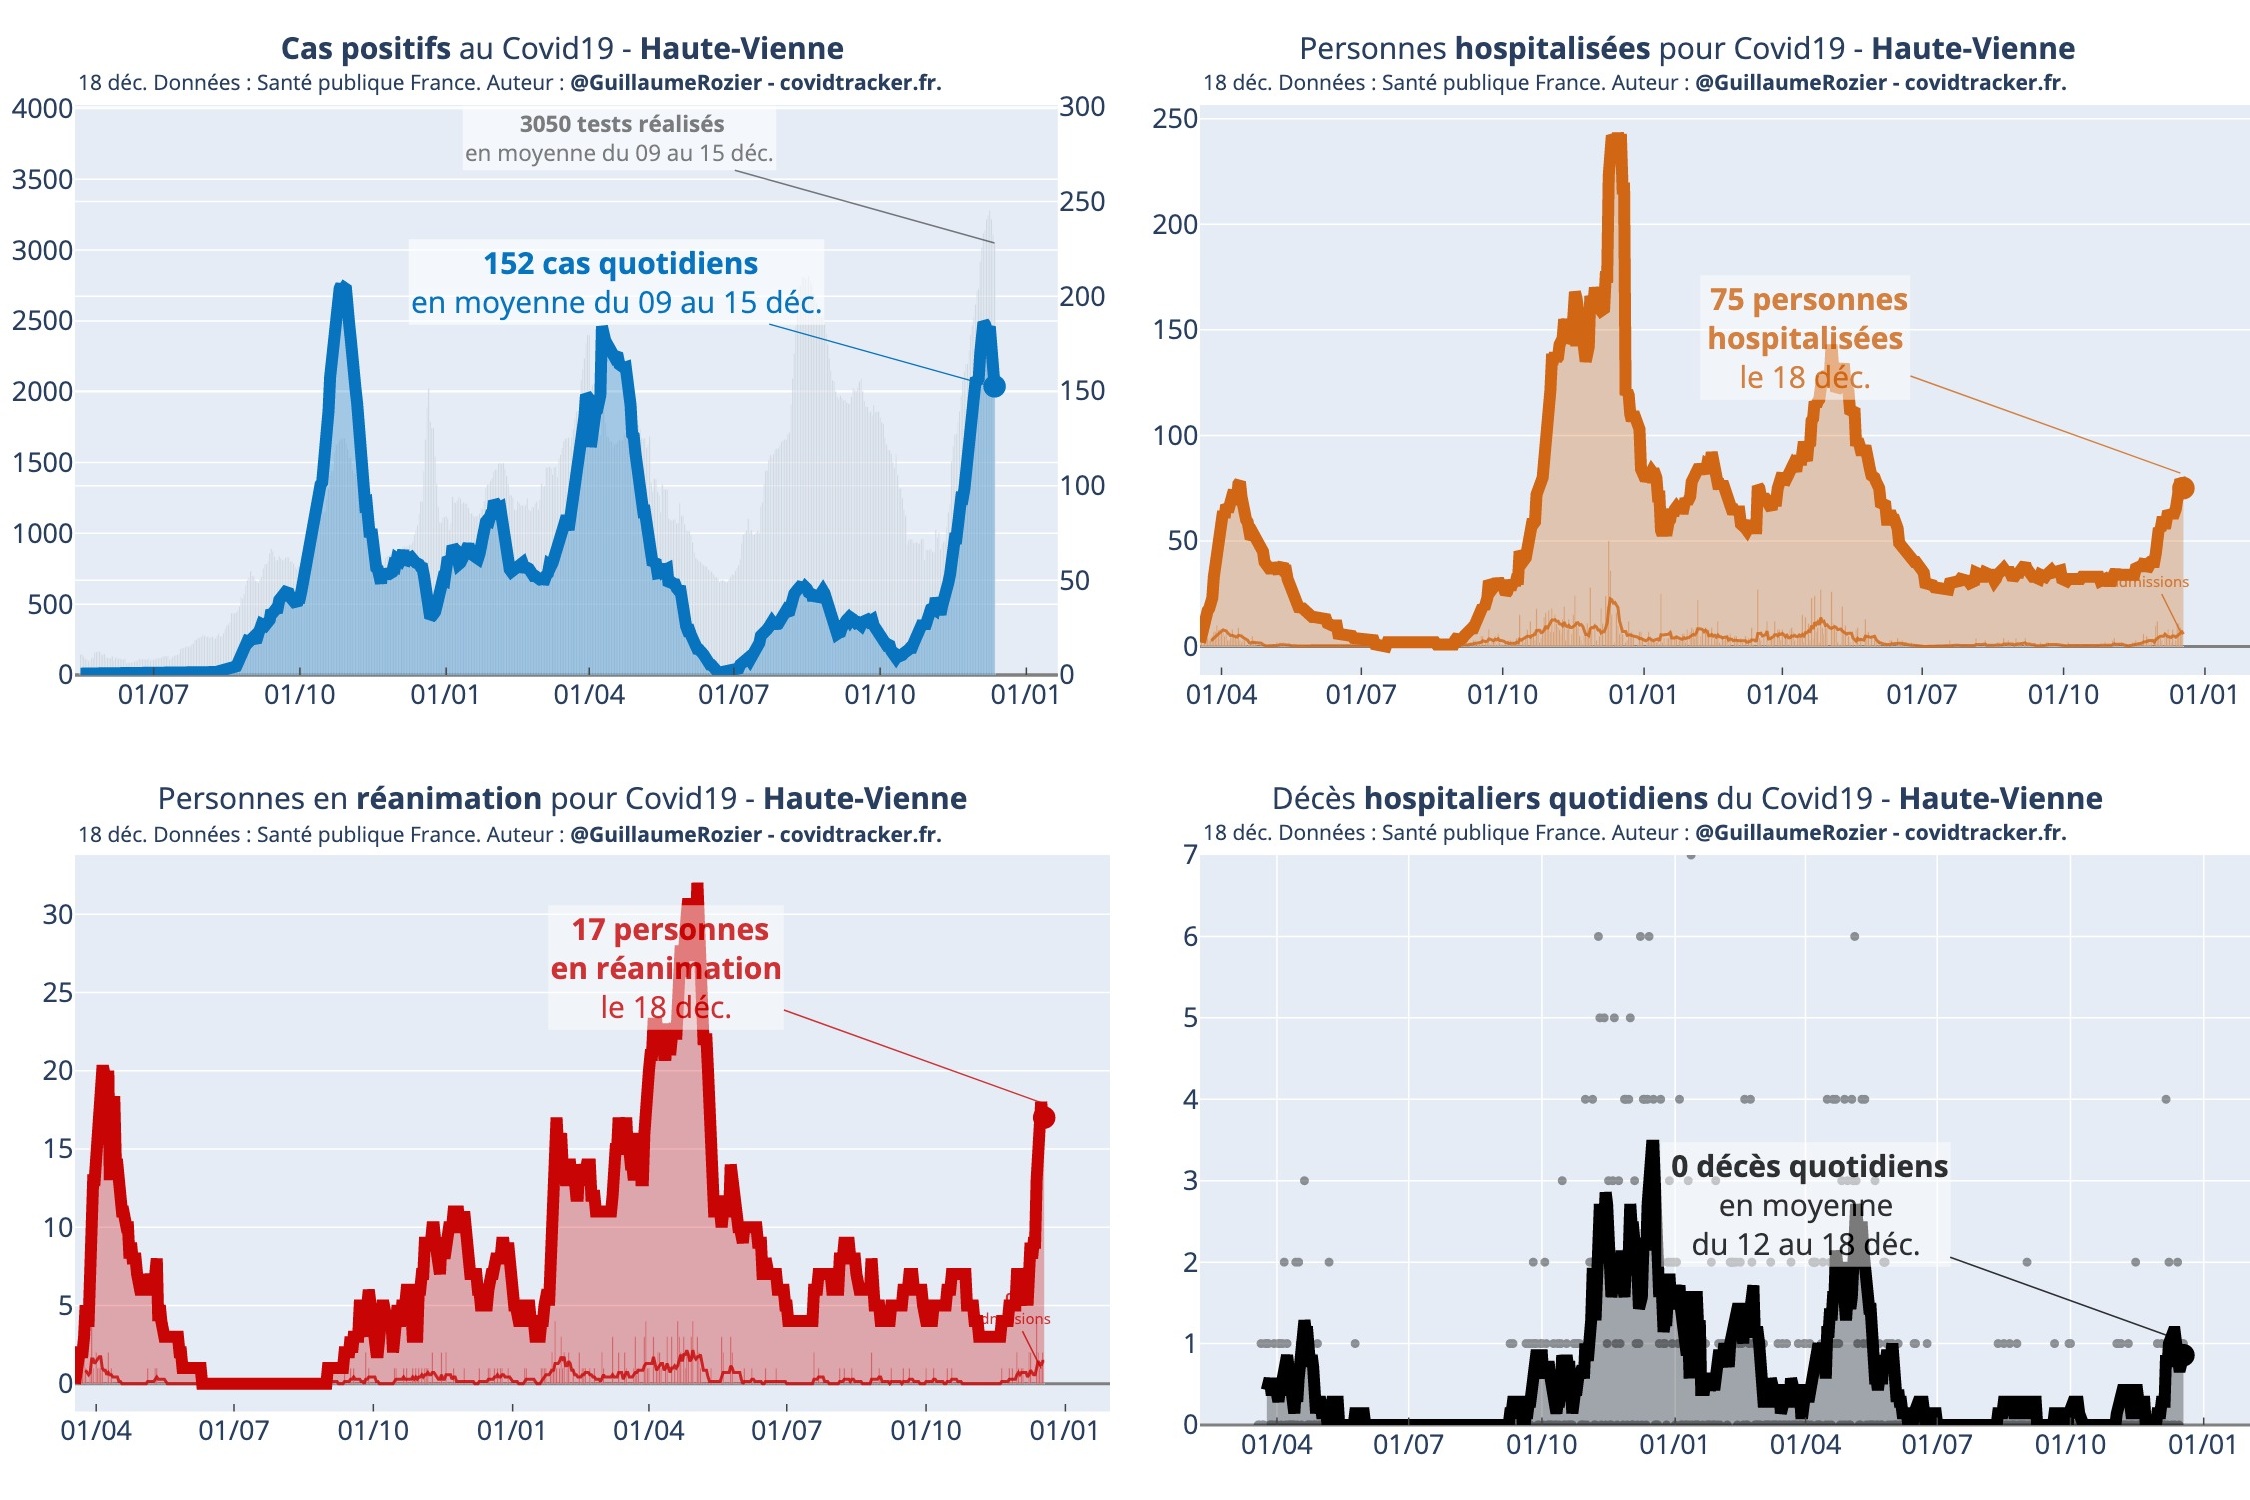 Cas positifs au Covid19 - Haute-Vienne
18 déc. Données : Santé publique France. Auteur : @GuillaumeRozier - covidtracker.fr.
4000
3500
3000
2500
2000
1500
1000
500
0
300
250
200
150
100
50
0
3050 tests réalisés
en moyenne du 09 au 15 déc.
152 cas quotidiens
en moyenne du 09 au 15 déc.
01/07
01/10
01/01
01/04
01/07
01/10
01/01
Personnes hospitalisées pour Covid19 - Haute-Vienne
18 déc. Données : Santé publique France. Auteur : @GuillaumeRozier - covidtracker.fr.
250
200
150
100
50
0
75 personnes
hospitalisées
le 18 déc.
admissions
01/04
01/07
01/10
01/01
01/04
01/07
01/10
01/01
Personnes en réanimation pour Covid19 - Haute-Vienne
18 déc. Données : Santé publique France. Auteur : @GuillaumeRozier - covidtracker.fr.
30
25
20
15
10
5
0
17 personnes
en réanimation
le 18 déc.
admissions
01/04
01/07
01/10
01/01
01/04
01/07
01/10
01/01
Décès hospitaliers quotidiens du Covid19 - Haute-Vienne
18 déc. Données : Santé publique France. Auteur : @GuillaumeRozier - covidtracker.fr.
7
6
5
4
3
2
1
0
0 décès quotidiens
en moyenne
du 12 au 18 déc.
01/04
01/07
01/10
01/01
01/04
01/07
01/10
01/01